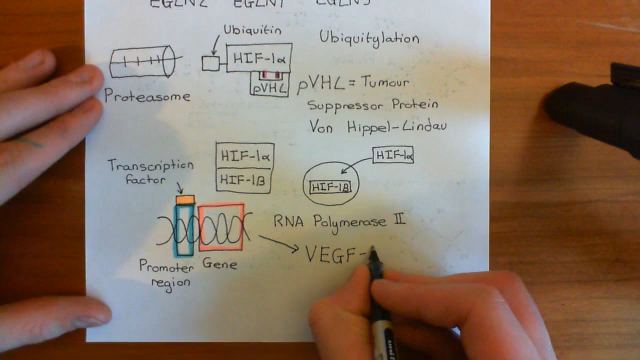 EGLN2 EGLN1 EGLN3
Ubiquitin
Ubiquitylation
HIF-1α
pVHL
Proteasome
pVHL = Tumour
Suppressor Protein
Von Hippel-Lindau
Transcription
factor
HIF-1α
HIF-1β
HIF-1α
HIF-1β
RNA Polymerase II
VEGF-
Promoter
region
Gene